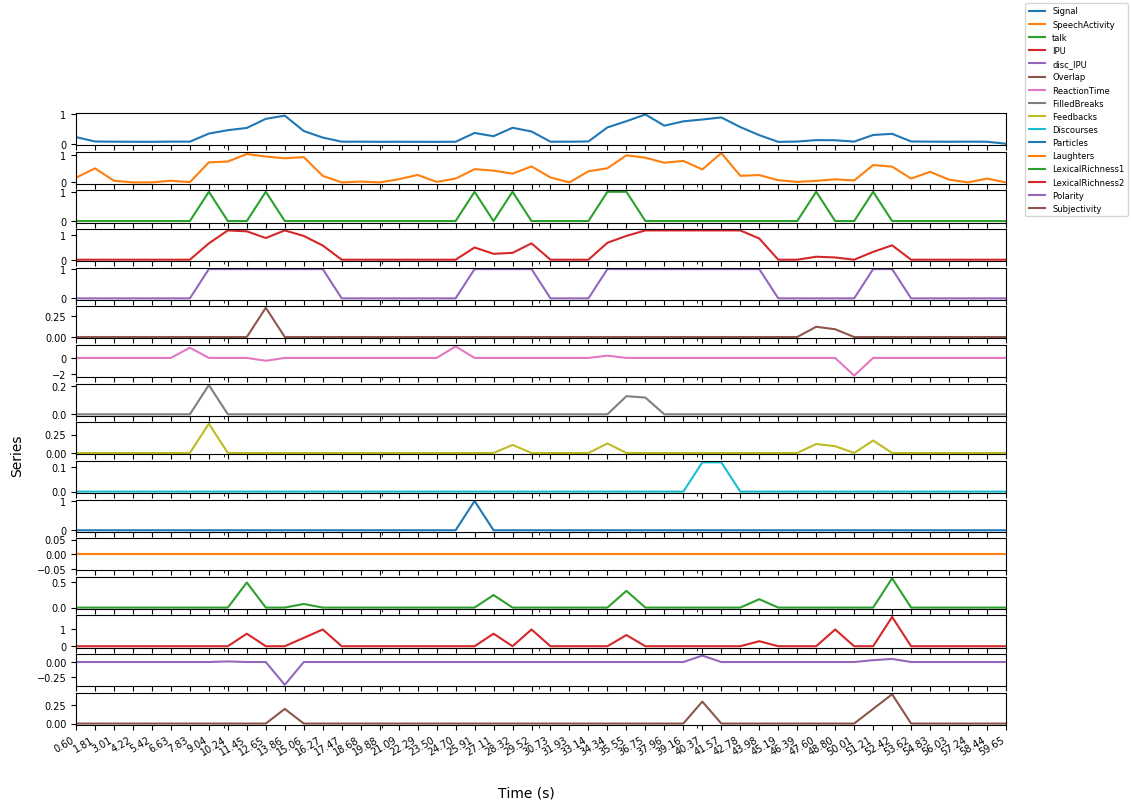 Signal
SpeechActivity
talk
IPU
disc_IPU
Overlap
ReactionTime
FilledBreaks
Feedbacks
Discourses
Particles
Laughters
LexicalRichness1
LexicalRichness2
Polarity
Subjectivity
1
0
1
0
1
0
1
0
1
0
0.25
0.00
0
−2
0.2
0.0
0.25
0.00
0.1
0.0
1
0
0.05
0.00
−0.05
0.5
0.0
1
0
0.00
−0.25
0.25
0.00
Series
0.60 1.81 3.01 4.22 5.42 6.63 7.83 9.04 10.24 11.45 12.65 13.86 15.06 16.27 17.47 18.68 19.88 21.09 22.29 23.50 24.70 25.91 27.11 28.32 29.52 30.73 31.93 33.14 34.34 35.55 36.75 37.96 39.16 40.37 41.57 42.78 43.98 45.19 46.39 47.60 48.80 50.01 51.21 52.42 53.62 54.83 56.03 57.24 58.44 59.65
Time (s)